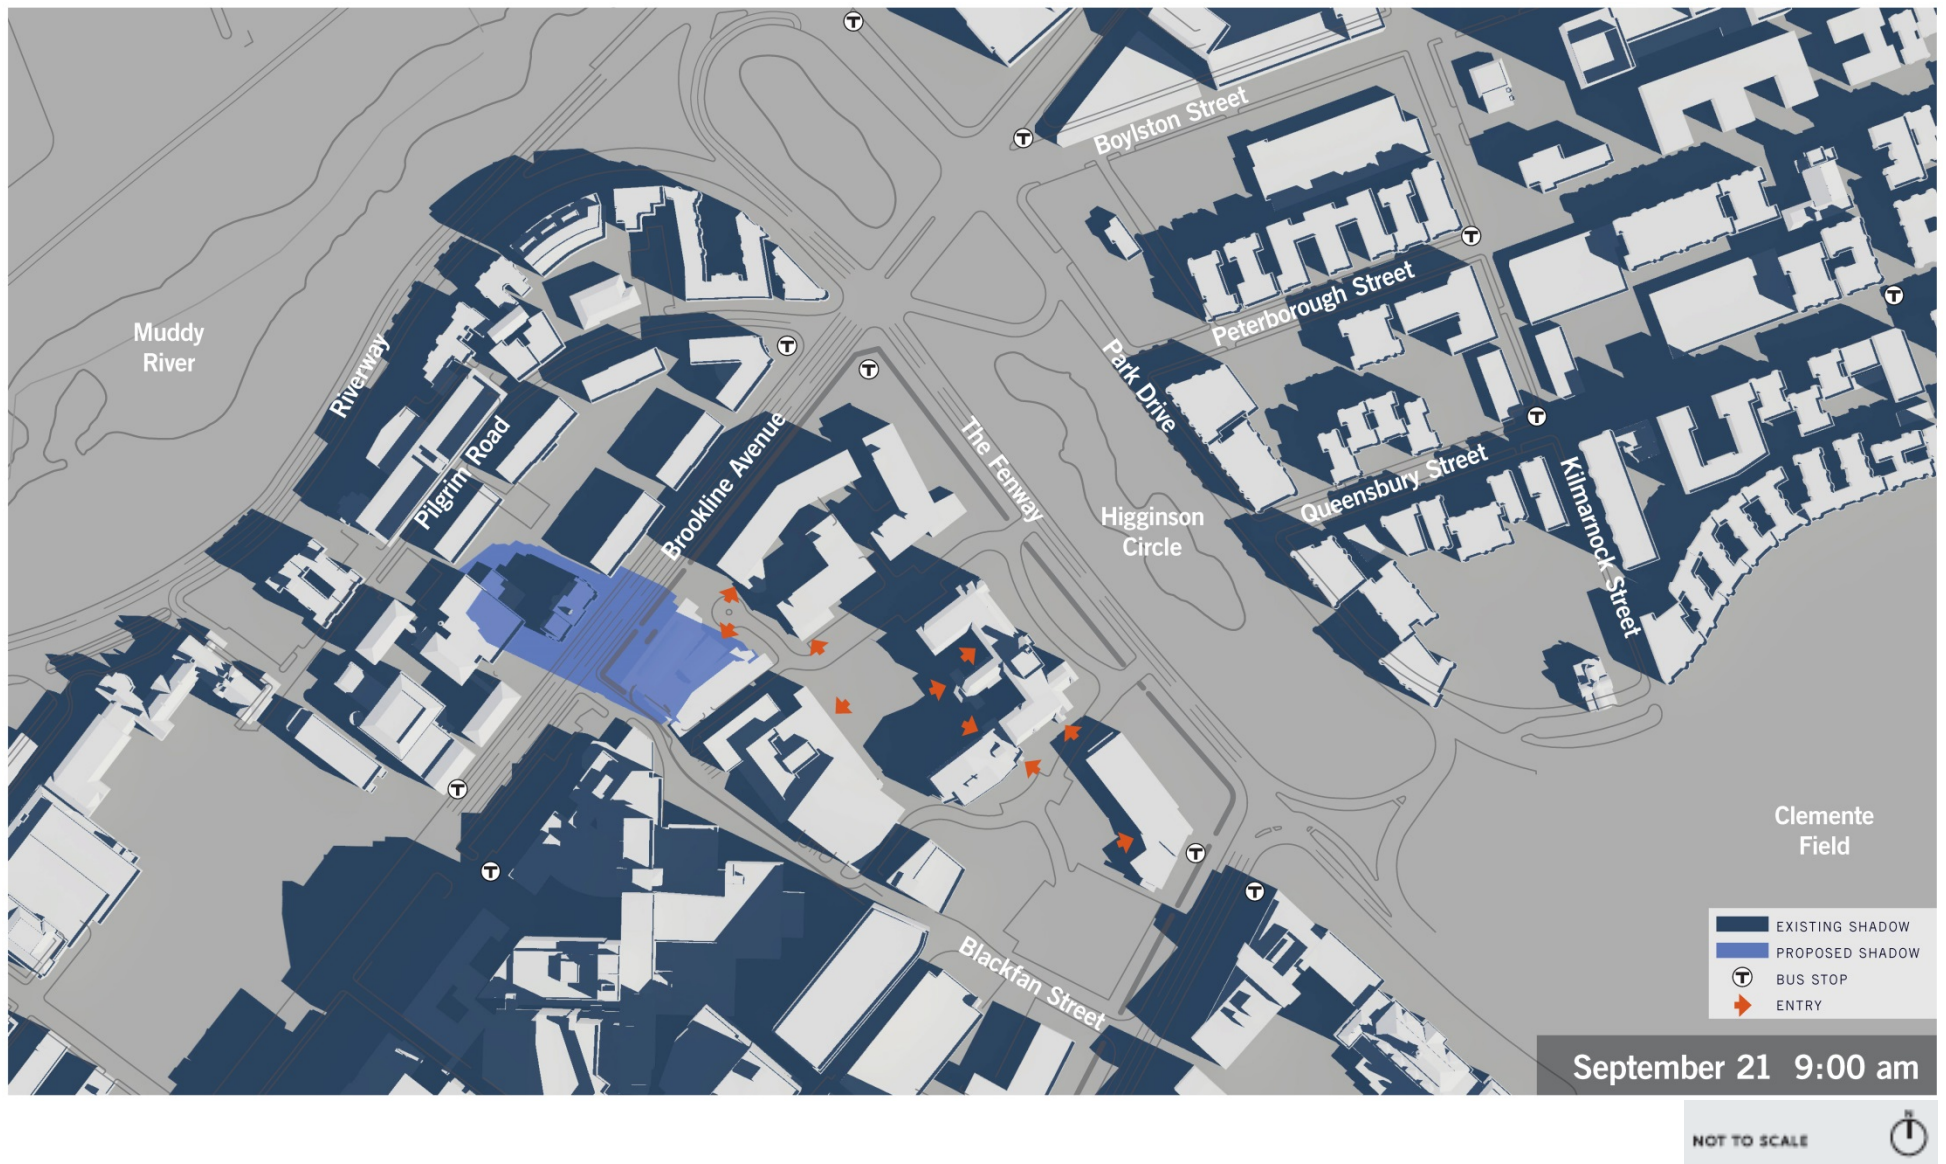 Boylston Street
Peterborough Street
Muddy
River
Riverway
Park Drive
Pilgrim Road
Brookline Avenue
The Fenway
Queensbury Street
Kilmarnock Street
Higginson
Circle
Clemente
Field
Blackfan Street
T
T
T
T
T
T
T
T
T
T
T
EXISTING SHADOW
PROPOSED SHADOW
T BUS STOP
ENTRY
September 21 9:00 am
NOT TO SCALE
N